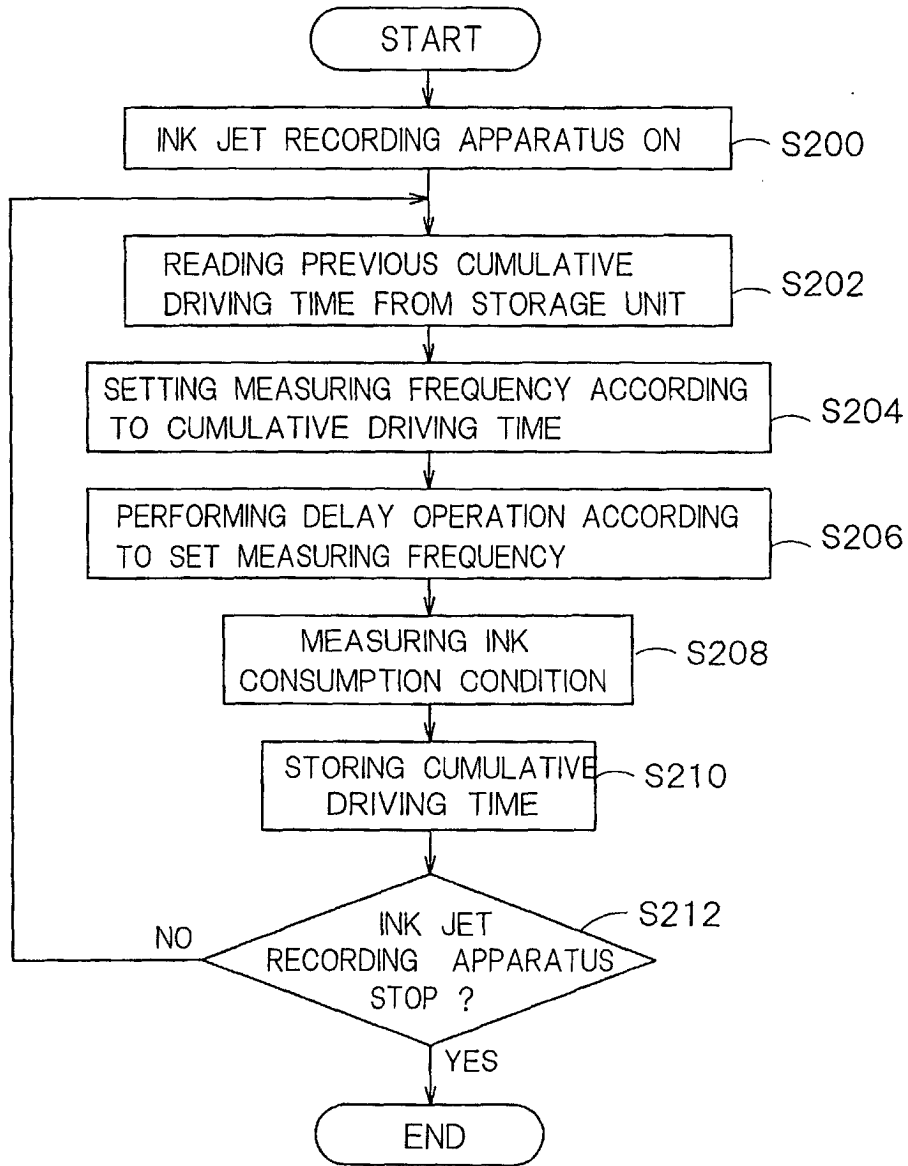 START
INK JET RECORDING APPARATUS ON
S200
READING PREVIOUS CUMULATIVE
DRIVING TIME FROM STORAGE UNIT
S202
SETTING MEASURING FREQUENCY ACCORDING
TO CUMULATIVE DRIVING TIME
S204
PERFORMING DELAY OPERATION ACCORDING
TO SET MEASURING FREQUENCY
S206
MEASURING INK
CONSUMPTION CONDITION
S208
STORING CUMULATIVE
DRIVING TIME
S210
INK JET
RECORDING APPARATUS
STOP ?
S212
NO
YES
END